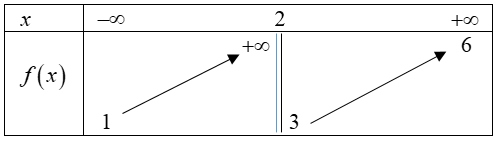 x –∞ 2 +∞
+∞ 6
f(x)
1 3